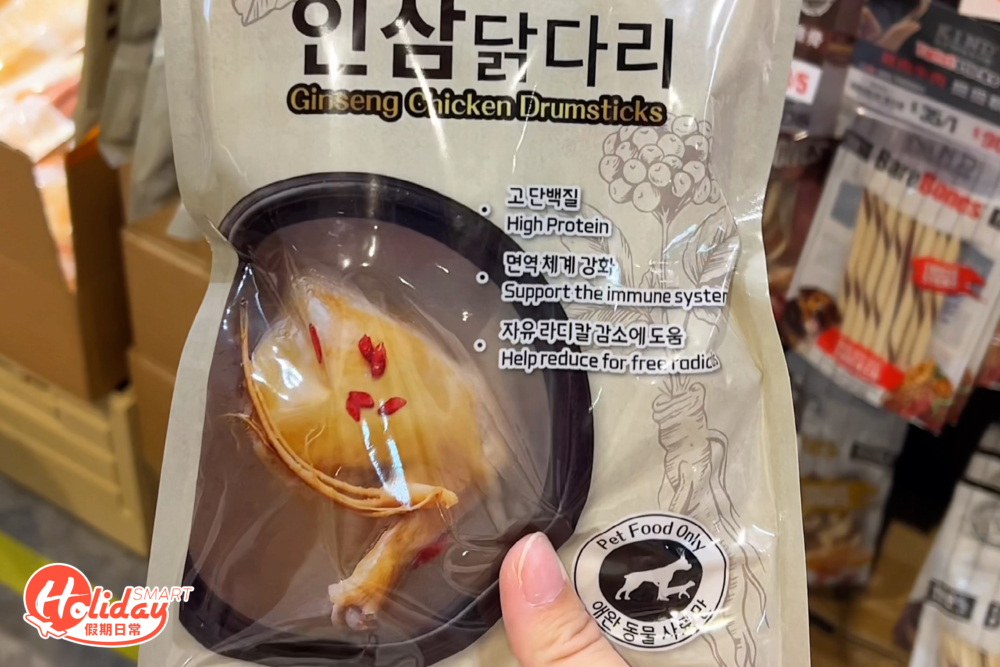 인삼닭다리
Ginseng Chicken Drumsticks
고 단백질
High Protein
면역 체계 강화
Support the immune system
자유 라디칼 감소에 도움
Help reduce for free radicals
Pet Food Only
애완 동물
Bare Bones
Holiday SMART
假期日常